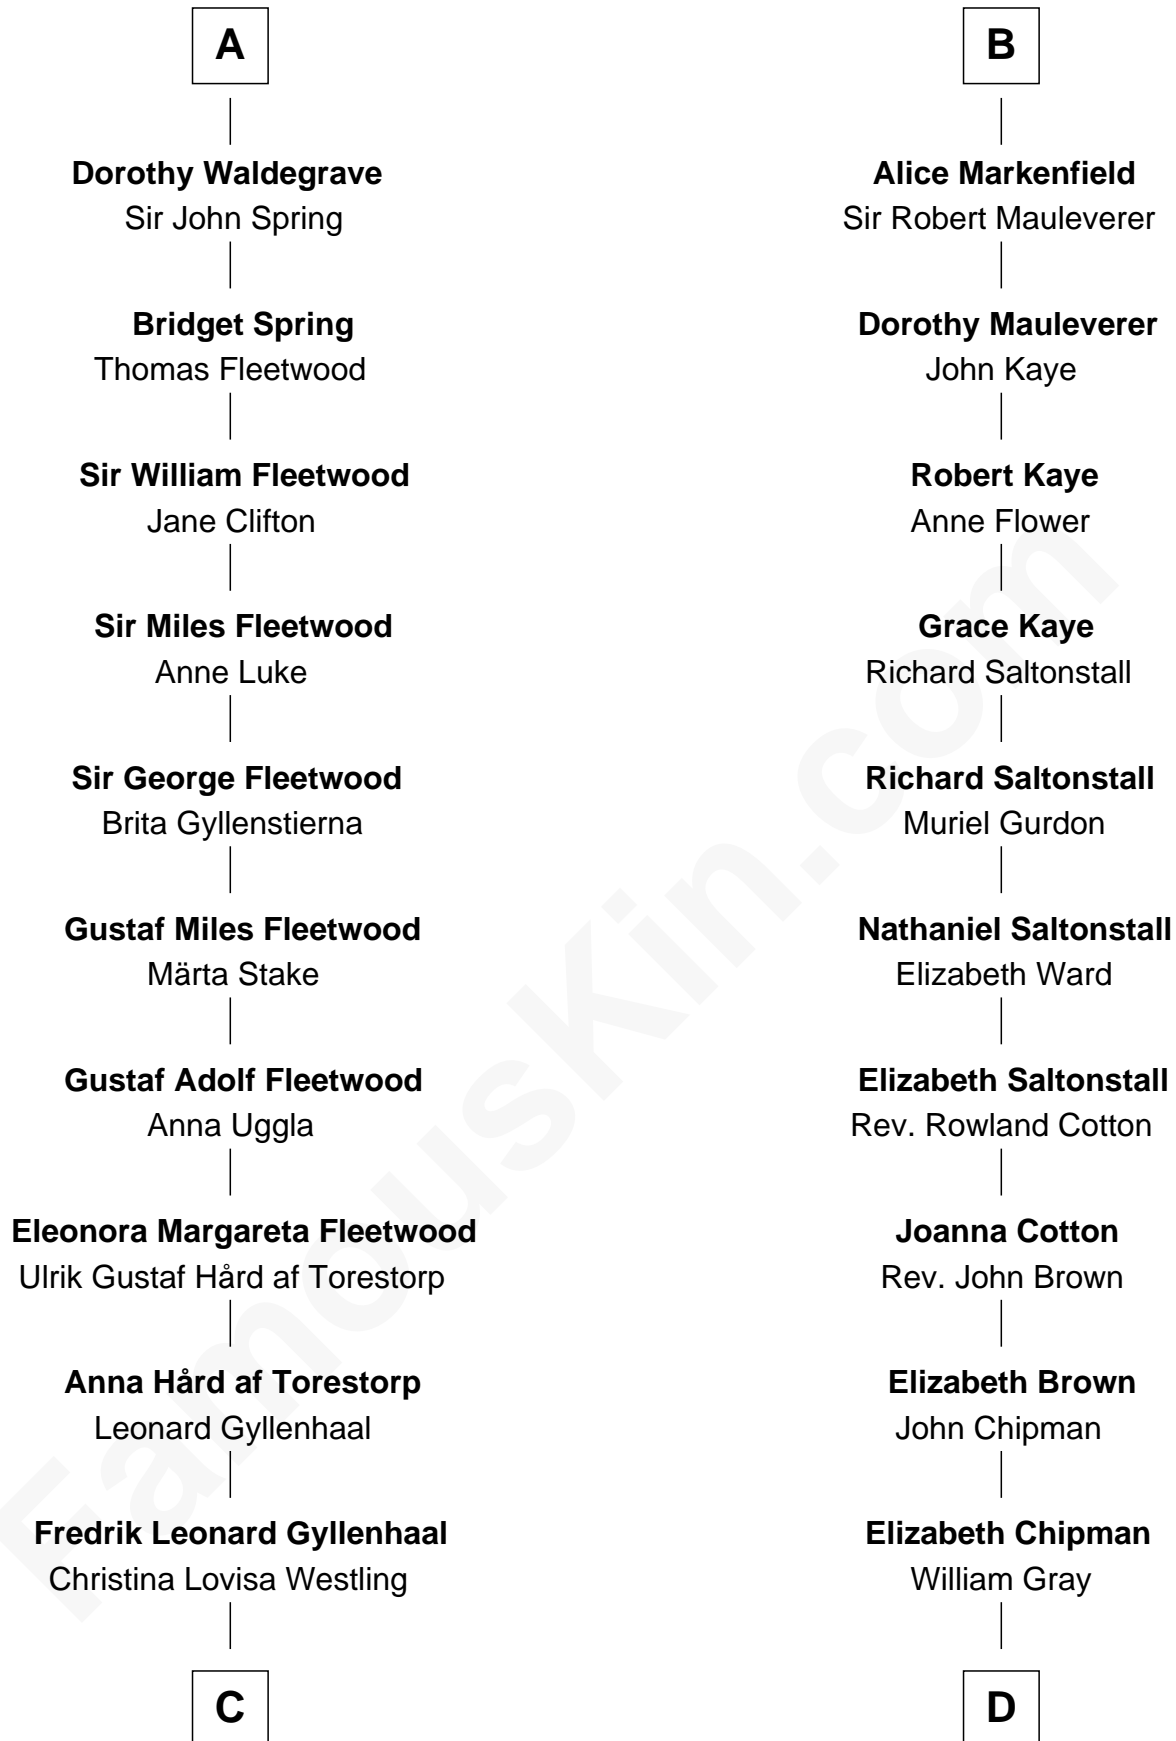 A
Dorothy Waldegrave
Sir John Spring
Bridget Spring
Thomas Fleetwood
Sir William Fleetwood
Jane Clifton
Sir Miles Fleetwood
Anne Luke
Sir George Fleetwood
Brita Gyllenstierna
Gustaf Miles Fleetwood
Märta Stake
Gustaf Adolf Fleetwood
Anna Uggla
Eleonora Margareta Fleetwood
Ulrik Gustaf Hård af Torestorp
Anna Hård af Torestorp
Leonard Gyllenhaal
Fredrik Leonard Gyllenhaal
Christina Lovisa Westling
C
B
Alice Markenfield
Sir Robert Mauleverer
Dorothy Mauleverer
John Kaye
Robert Kaye
Anne Flower
Grace Kaye
Richard Saltonstall
Richard Saltonstall
Muriel Gurdon
Nathaniel Saltonstall
Elizabeth Ward
Elizabeth Saltonstall
Rev. Rowland Cotton
Joanna Cotton
Rev. John Brown
Elizabeth Brown
John Chipman
Elizabeth Chipman
William Gray
D
FamousKin.com